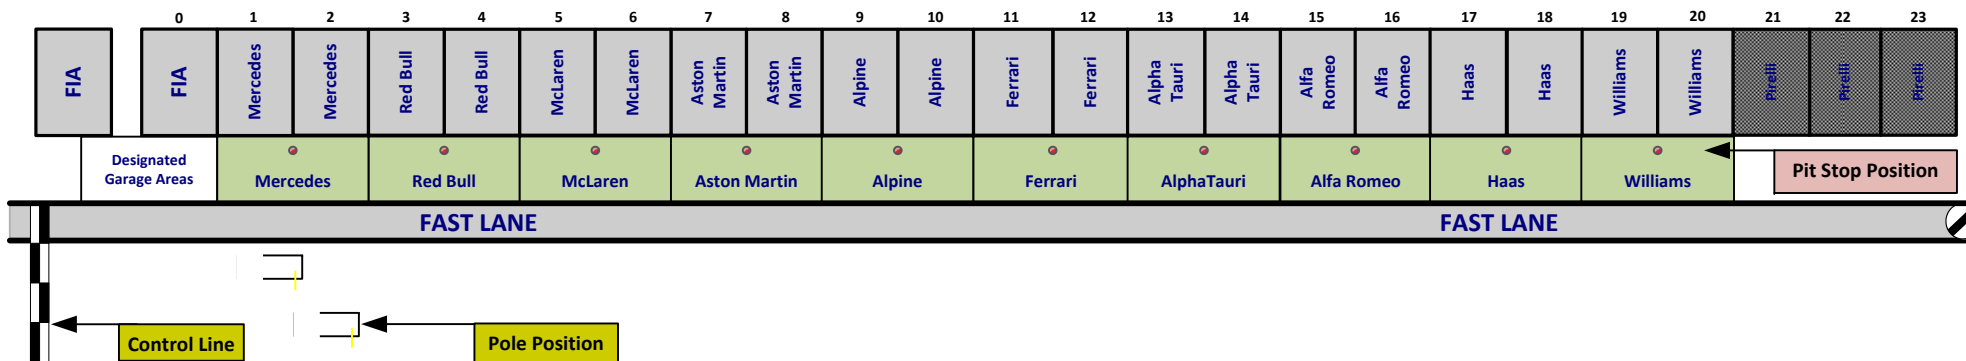 0 1 2 3 4 5 6 7 8 9 10 11 12 13 14 15 16 17 18 19 20 21 22 23
FIA
FIA
Mercedes
Mercedes
Red Bull
Red Bull
McLaren
McLaren
Aston
Martin
Aston
Martin
Alpine
Alpine
Ferrari
Ferrari
Alpha
Tauri
Alpha
Tauri
Alfa
Romeo
Alfa
Romeo
Haas
Haas
Williams
Williams
Pirelli
Pirelli
Pirelli
Designated
Garage Areas
Mercedes
Red Bull
McLaren
Aston Martin
Alpine
Ferrari
AlphaTauri
Alfa Romeo
Haas
Williams
Pit Stop Position
FAST LANE
FAST LANE
Control Line
Pole Position